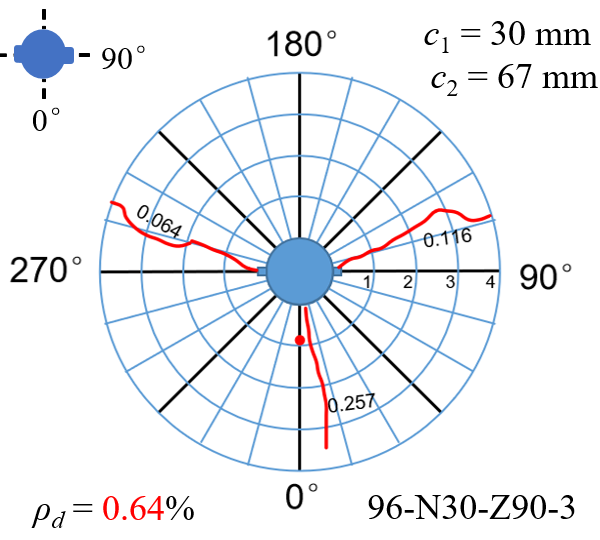 180°
c₁ = 30 mm
c₂ = 67 mm
90°
0°
0.064
0.116
270°
1 2 3 4
90°
0.257
0°
ρd = 0.64%
96-N30-Z90-3